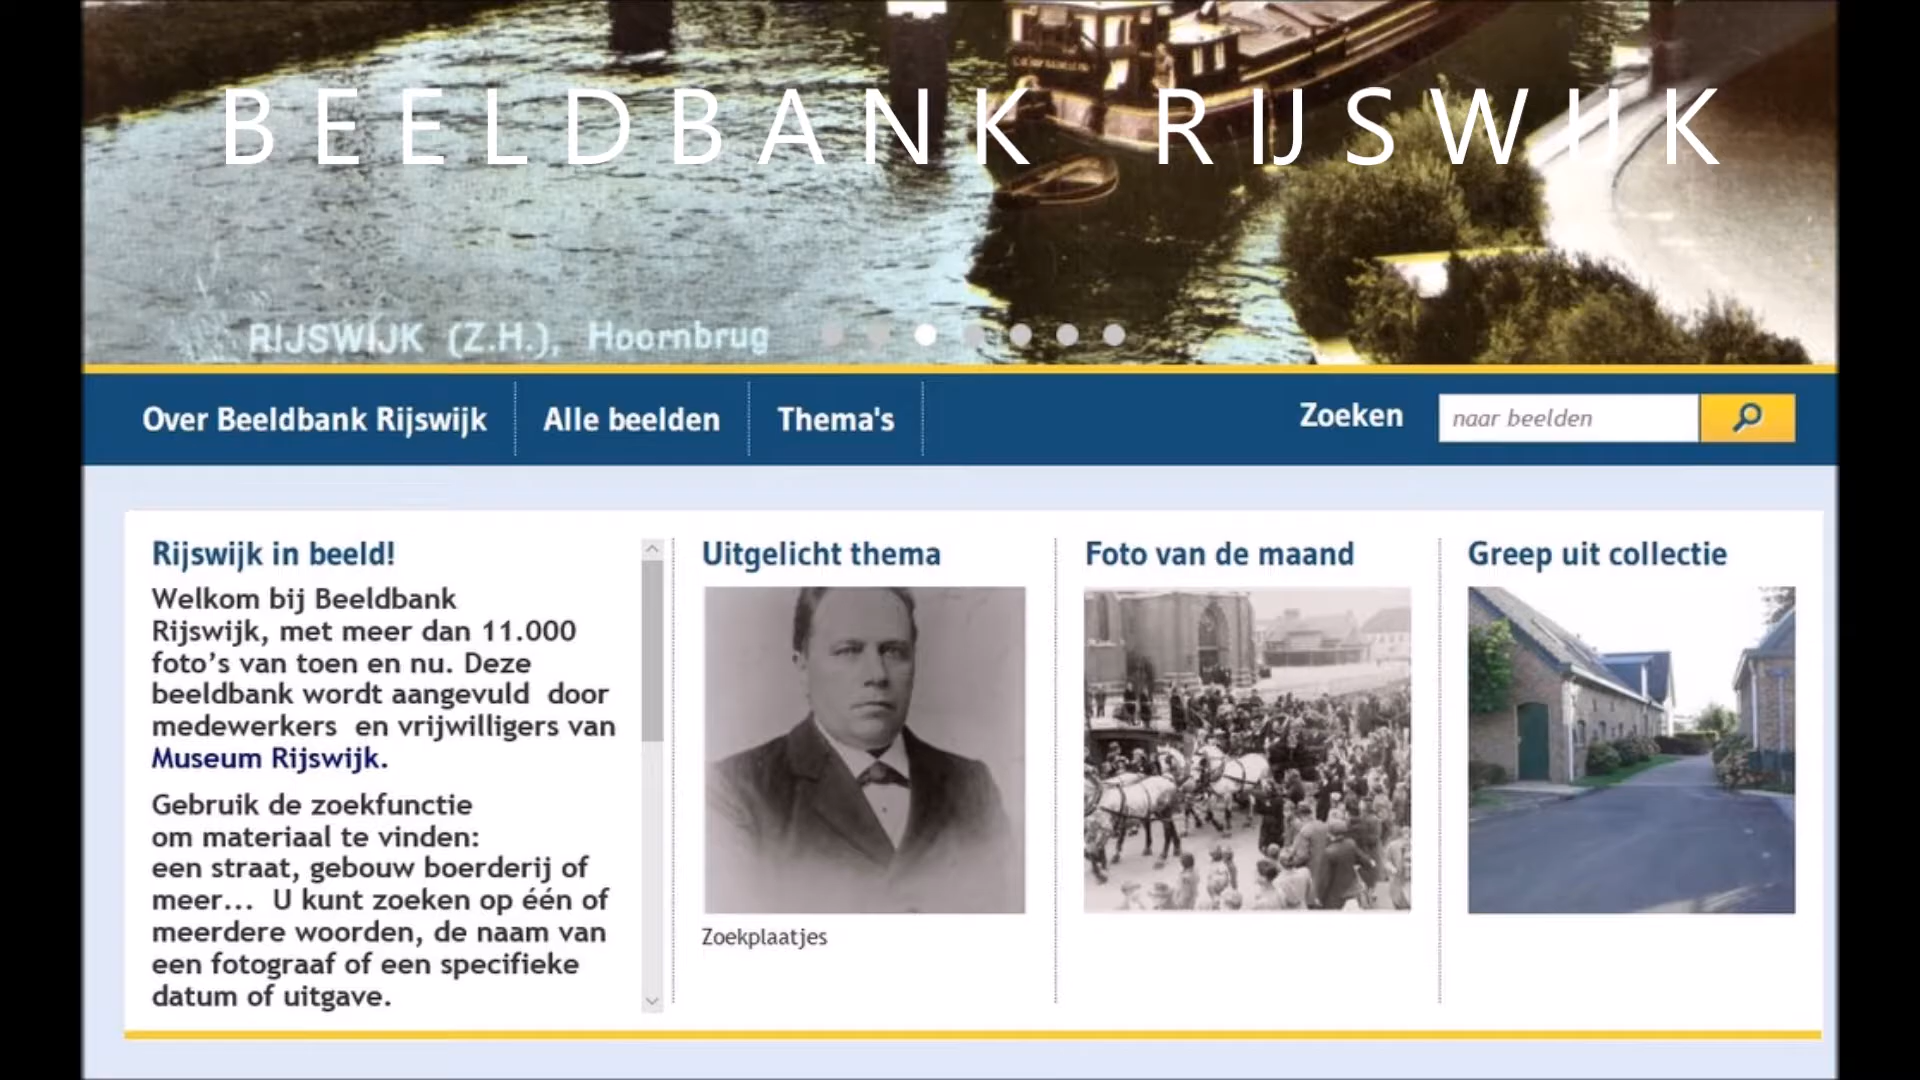 BEELDBANK RIJSWIJK
RIJSWIJK (Z.H.), Hoornbrug
Over Beeldbank Rijswijk
Alle beelden
Thema's
Zoeken
naar beelden
Rijswijk in beeld!
Welkom bij Beeldbank
Rijswijk, met meer dan 11.000
foto's van toen en nu. Deze
beeldbank wordt aangevuld door
medewerkers en vrijwilligers van
Museum Rijswijk.
Gebruik de zoekfunctie
om materiaal te vinden:
een straat, gebouw boerderij of
meer... U kunt zoeken op één of
meerdere woorden, de naam van
een fotograaf of een specifieke
datum of uitgave.
Uitgelicht thema
Zoekplaatjes
Foto van de maand
Greep uit collectie